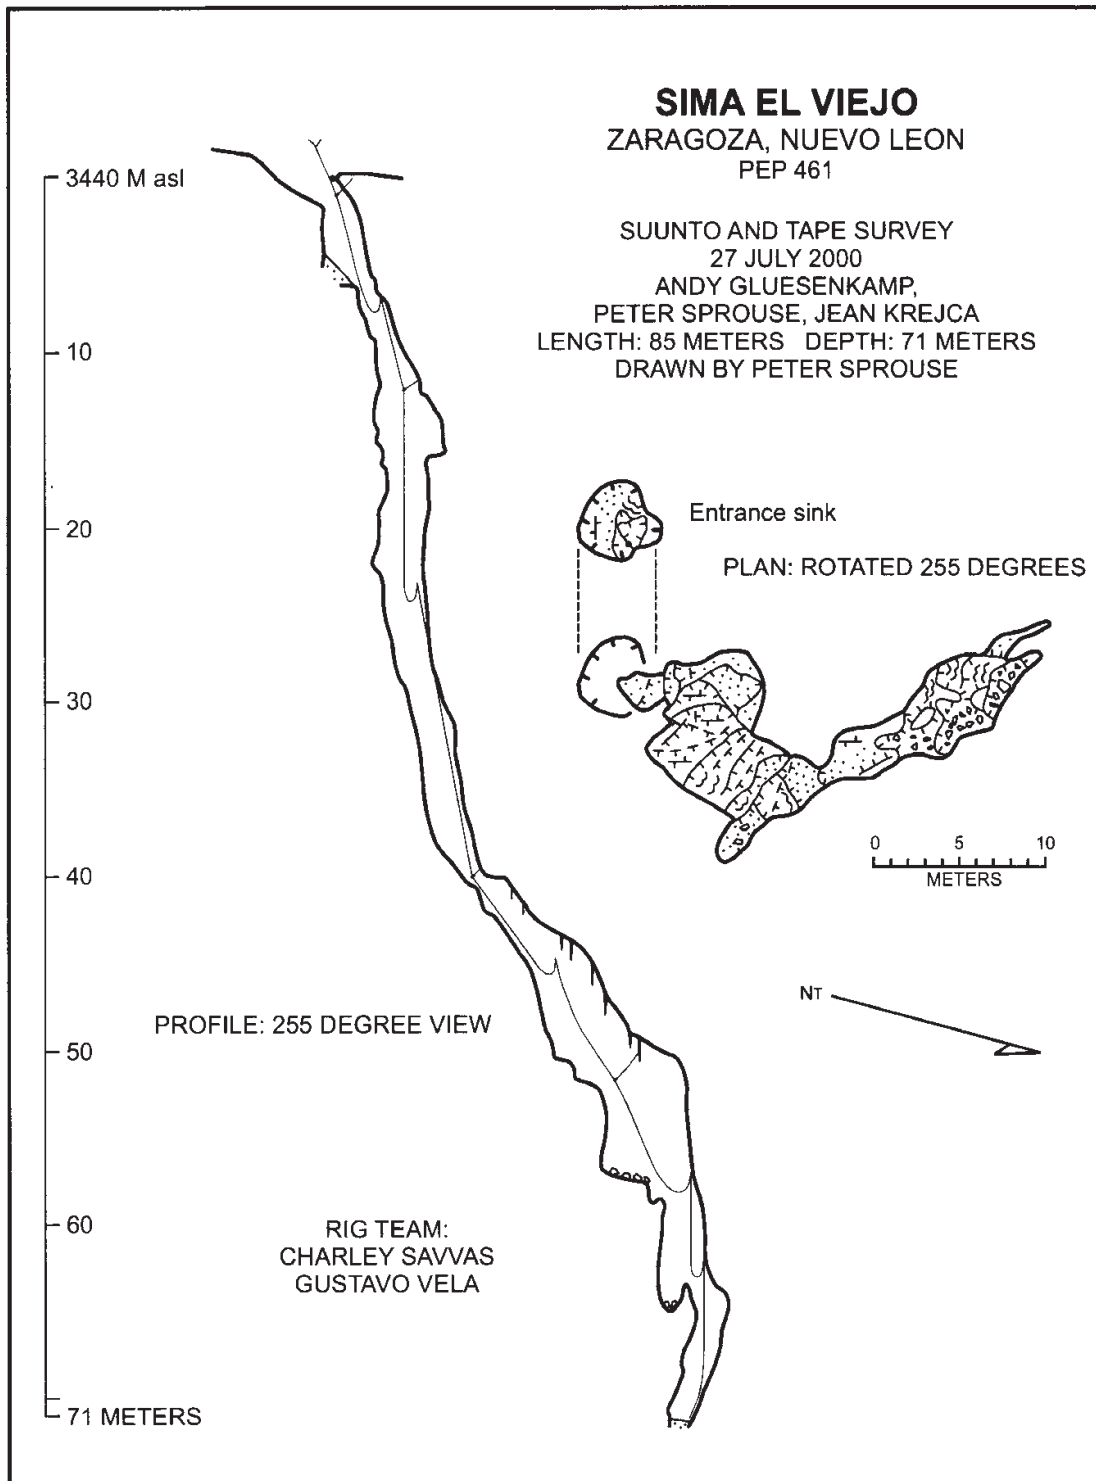 SIMA EL VIEJO
ZARAGOZA, NUEVO LEON
PEP 461
SUUNTO AND TAPE SURVEY
27 JULY 2000
ANDY GLUESENKAMP,
PETER SPROUSE, JEAN KREJCA
LENGTH: 85 METERS DEPTH: 71 METERS
DRAWN BY PETER SPROUSE
3440 M asl
10
20
30
40
50
60
71 METERS
Entrance sink
PLAN: ROTATED 255 DEGREES
0 5 10
METERS
NT
PROFILE: 255 DEGREE VIEW
RIG TEAM:
CHARLEY SAVVAS
GUSTAVO VELA